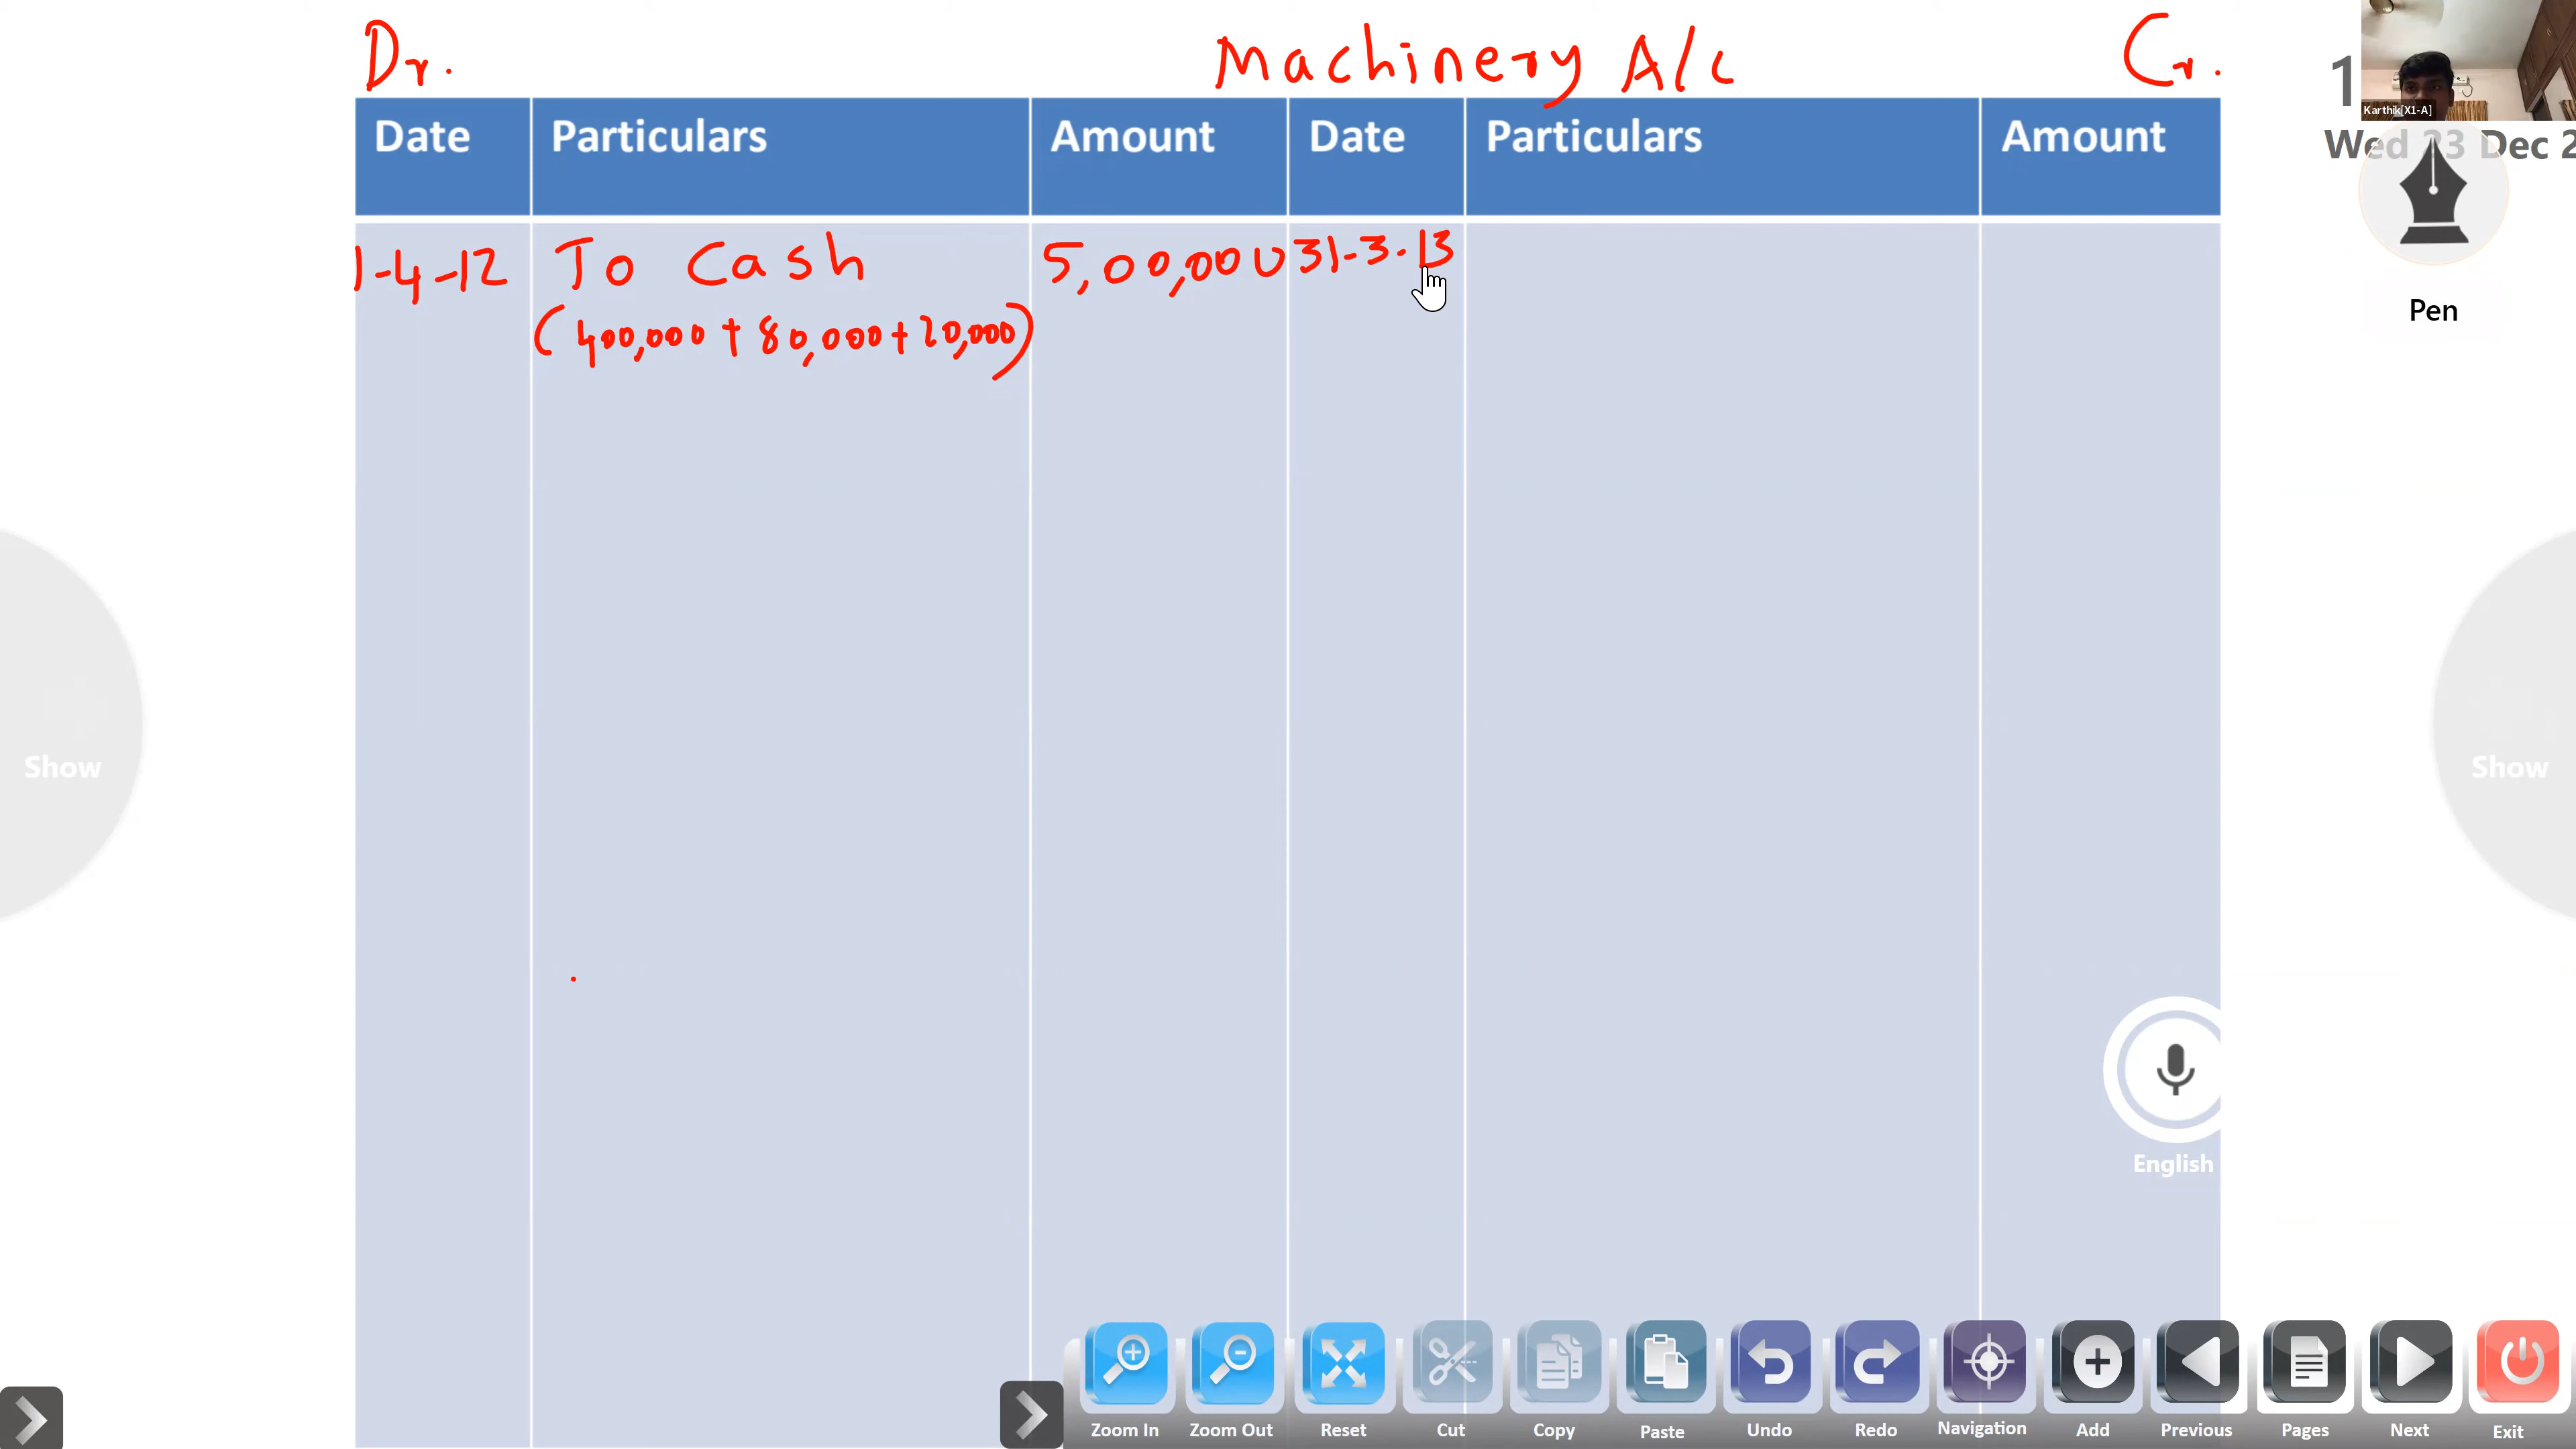 Dr. Machinery A/c Cr.
1
Karthik[X1-A]
Wed 23 Dec 2
Date Particulars Amount Date Particulars Amount
Pen
1-4-12 To Cash 5,00,000 31-3-13
(400,000 + 80,000 + 20,000)
Show Show
English
Zoom In Zoom Out Reset Cut Copy Paste Undo Redo Navigation Add Previous Pages Next Exit